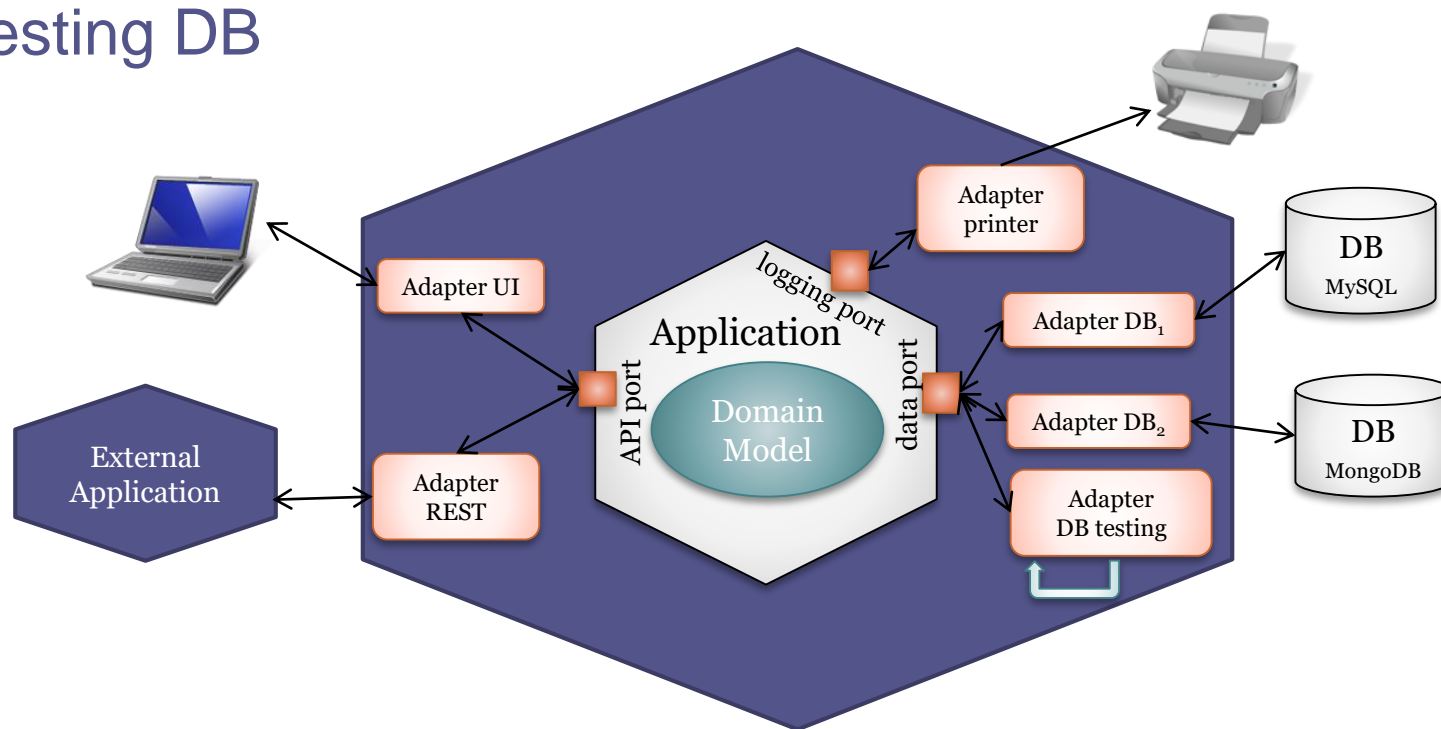 esting DB
Adapter
printer
DB
MySQL
logging port
Adapter UI
Adapter DB₁
Application
API port
data port
Domain
Model
Adapter DB₂
DB
MongoDB
External
Application
Adapter
REST
Adapter
DB testing